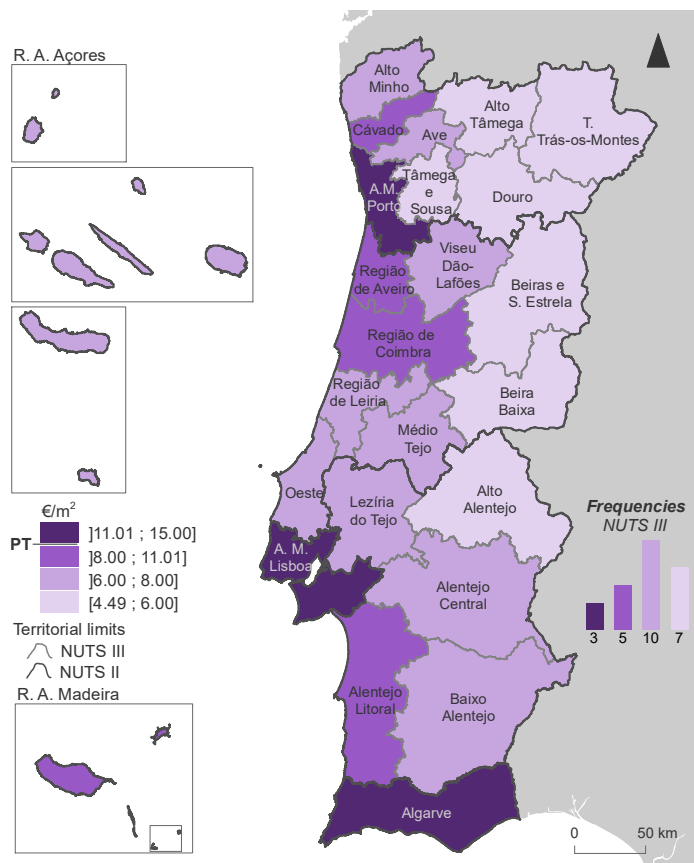 R. A. Açores
Alto
Minho
Cávado
Ave
Alto
Tâmega
T.
Trás-os-Montes
A.M.
Porto
Tâmega
e
Sousa
Douro
Região
de Aveiro
Viseu
Dão-
Lafões
Beiras e
S. Estrela
Região de
Coimbra
Região
de Leiria
Beira
Baixa
Médio
Tejo
Oeste
Lezíria
do Tejo
Alto
Alentejo
A. M.
Lisboa
Alentejo
Central
Alentejo
Litoral
Baixo
Alentejo
Algarve
€/m²
PT
]11.01 ; 15.00]
]8.00 ; 11.01]
]6.00 ; 8.00]
[4.49 ; 6.00]
Territorial limits
NUTS III
NUTS II
R. A. Madeira
Frequencies
NUTS III
3 5 10 7
0 50 km